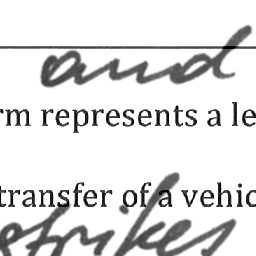 and
rm represents a le
transfer of a vehic
strikes